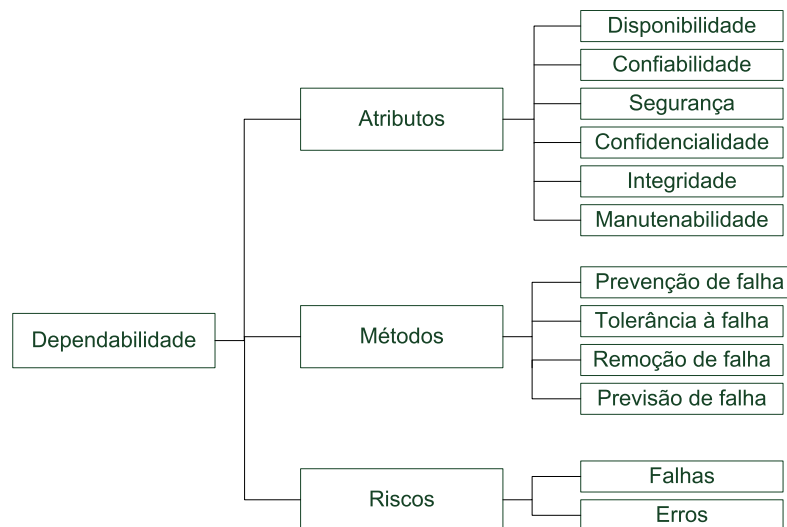 Dependabilidade
Atributos
Disponibilidade
Confiabilidade
Segurança
Confidencialidade
Integridade
Manutenabilidade
Métodos
Prevenção de falha
Tolerância à falha
Remoção de falha
Previsão de falha
Riscos
Falhas
Erros